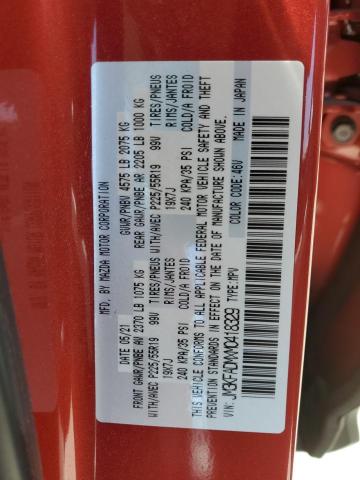 MFD. BY MAZDA MOTOR CORPORATION
DATE 05/21 GVWR/PNBV 4575 LB 2075 KG
FRONT GAWR/PNBE AV 2370 LB 1075 KG REAR GAWR/PNBE AR 2205 LB 1000 KG
WITH/AVEC P225/55R19 99V TIRES/PNEUS WITH/AVEC P225/55R19 99V TIRES/PNEUS
19X7J RIMS/JANTES 19X7J RIMS/JANTES
240 KPA/35 PSI COLD/A FROID 240 KPA/35 PSI COLD/A FROID
THIS VEHICLE CONFORMS TO ALL APPLICABLE FEDERAL MOTOR VEHICLE SAFETY AND THEFT
PREVENTION STANDARDS IN EFFECT ON THE DATE OF MANUFACTURE SHOWN ABOVE.
VIN: TYPE:MPV COLOR CODE:46V MADE IN JAPAN